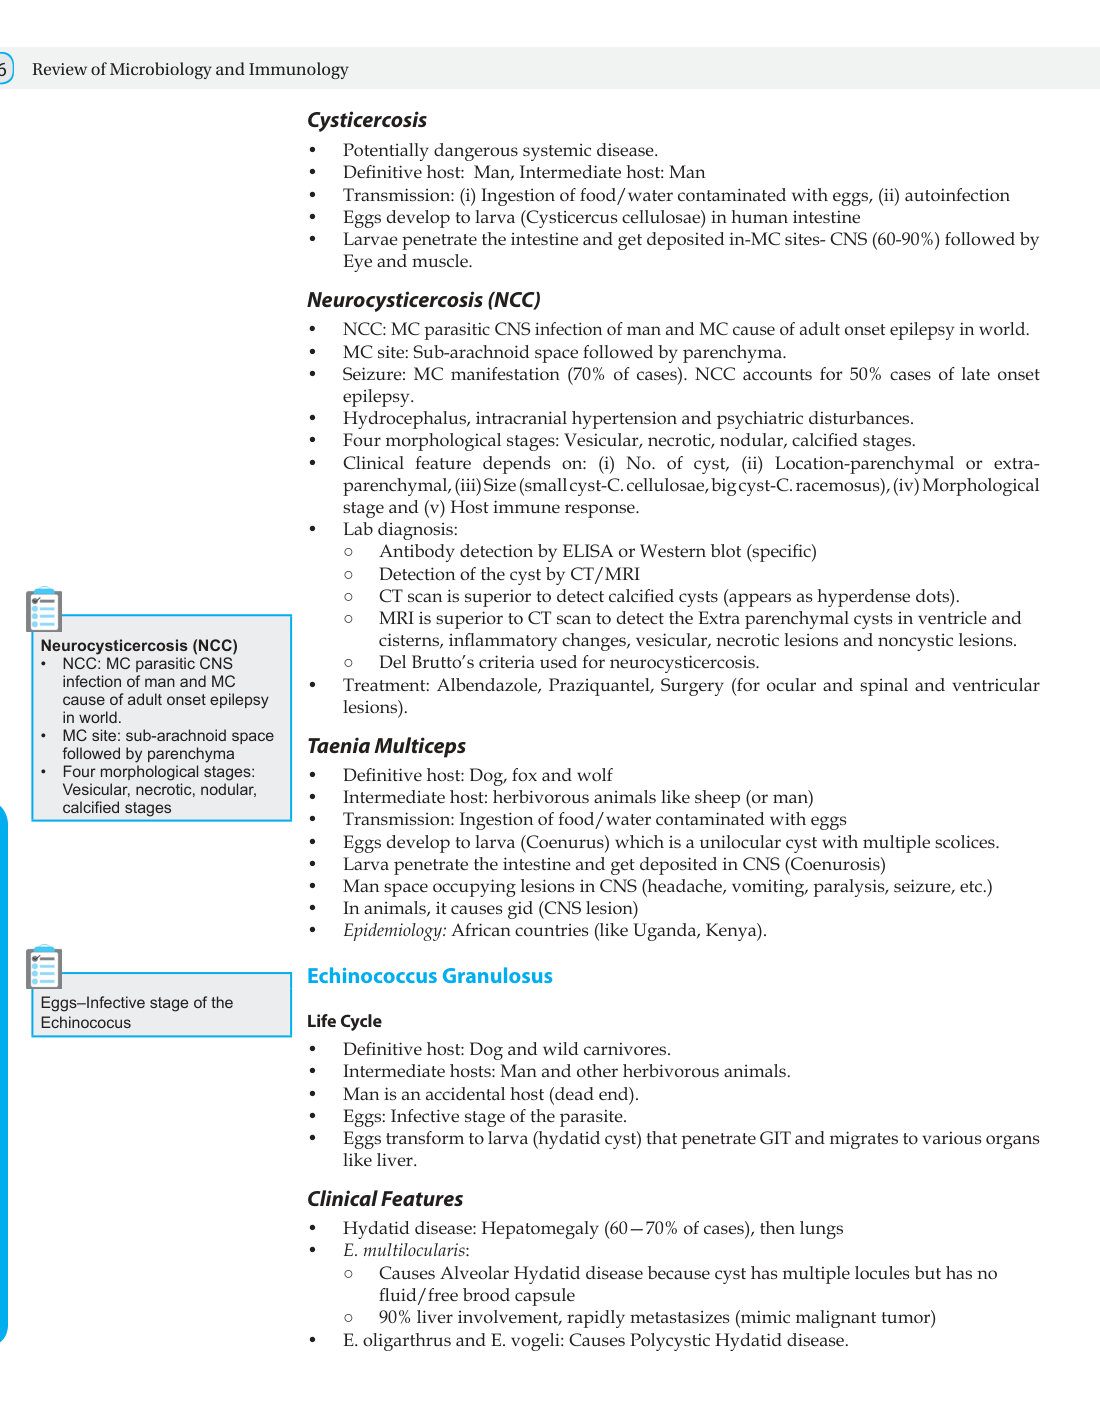 6 Review of Microbiology and Immunology
Cysticercosis
• Potentially dangerous systemic disease.
• Definitive host: Man, Intermediate host: Man
• Transmission: (i) Ingestion of food/water contaminated with eggs, (ii) autoinfection
• Eggs develop to larva (Cysticercus cellulosae) in human intestine
• Larvae penetrate the intestine and get deposited in-MC sites- CNS (60-90%) followed by
Eye and muscle.
Neurocysticercosis (NCC)
• NCC: MC parasitic CNS infection of man and MC cause of adult onset epilepsy in world.
• MC site: Sub-arachnoid space followed by parenchyma.
• Seizure: MC manifestation (70% of cases). NCC accounts for 50% cases of late onset
epilepsy.
• Hydrocephalus, intracranial hypertension and psychiatric disturbances.
• Four morphological stages: Vesicular, necrotic, nodular, calcified stages.
• Clinical feature depends on: (i) No. of cyst, (ii) Location-parenchymal or extra-
parenchymal, (iii) Size (small cyst-C. cellulosae, big cyst-C. racemosus), (iv) Morphological
stage and (v) Host immune response.
• Lab diagnosis:
○ Antibody detection by ELISA or Western blot (specific)
○ Detection of the cyst by CT/MRI
○ CT scan is superior to detect calcified cysts (appears as hyperdense dots).
○ MRI is superior to CT scan to detect the Extra parenchymal cysts in ventricle and
cisterns, inflammatory changes, vesicular, necrotic lesions and noncystic lesions.
○ Del Brutto's criteria used for neurocysticercosis.
• Treatment: Albendazole, Praziquantel, Surgery (for ocular and spinal and ventricular
lesions).
Neurocysticercosis (NCC)
• NCC: MC parasitic CNS
infection of man and MC
cause of adult onset epilepsy
in world.
• MC site: sub-arachnoid space
followed by parenchyma
• Four morphological stages:
Vesicular, necrotic, nodular,
calcified stages
Taenia Multiceps
• Definitive host: Dog, fox and wolf
• Intermediate host: herbivorous animals like sheep (or man)
• Transmission: Ingestion of food/water contaminated with eggs
• Eggs develop to larva (Coenurus) which is a unilocular cyst with multiple scolices.
• Larva penetrate the intestine and get deposited in CNS (Coenurosis)
• Man space occupying lesions in CNS (headache, vomiting, paralysis, seizure, etc.)
• In animals, it causes gid (CNS lesion)
• Epidemiology: African countries (like Uganda, Kenya).
Echinococcus Granulosus
Eggs–Infective stage of the
Echinococus
Life Cycle
• Definitive host: Dog and wild carnivores.
• Intermediate hosts: Man and other herbivorous animals.
• Man is an accidental host (dead end).
• Eggs: Infective stage of the parasite.
• Eggs transform to larva (hydatid cyst) that penetrate GIT and migrates to various organs
like liver.
Clinical Features
• Hydatid disease: Hepatomegaly (60—70% of cases), then lungs
• E. multilocularis:
○ Causes Alveolar Hydatid disease because cyst has multiple locules but has no
fluid/free brood capsule
○ 90% liver involvement, rapidly metastasizes (mimic malignant tumor)
• E. oligarthrus and E. vogeli: Causes Polycystic Hydatid disease.